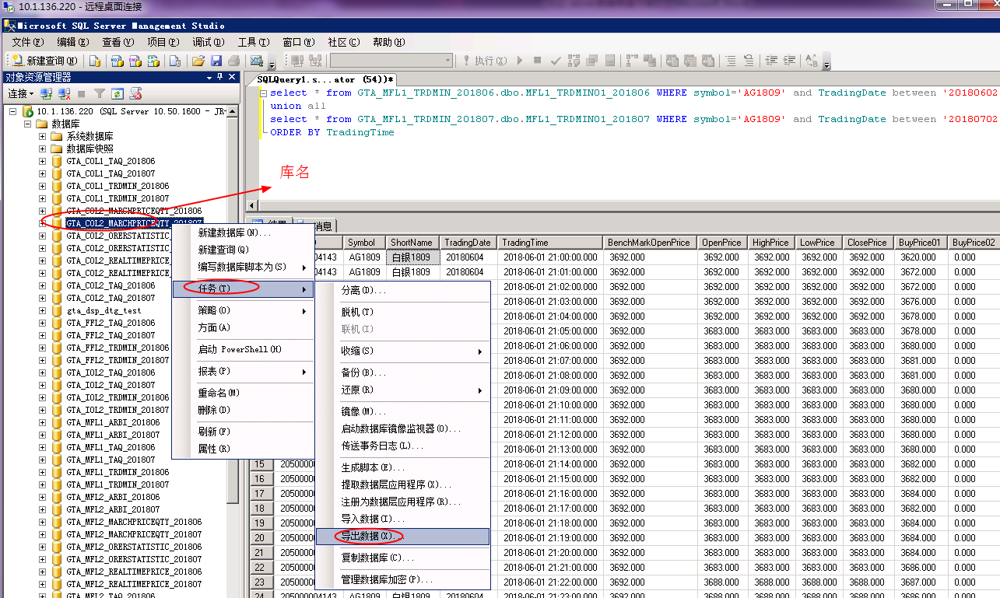 10.1.136.220 - 远程桌面连接
Microsoft SQL Server Management Studio
文件(F) 编辑(E) 查看(V) 项目(P) 调试(D) 工具(T) 窗口(W) 社区(C) 帮助(H)
新建查询(N) 执行(X)
对象资源管理器
连接
10.1.136.220 (SQL Server 10.50.1600 - JR-
数据库
系统数据库
数据库快照
GTA_COL1_TAQ_201806
GTA_COL1_TAQ_201807
GTA_COL1_TRDMIN_201806
GTA_COL1_TRDMIN_201807
GTA_COL2_MARCHPRICEQTY_201806
GTA_COL2_MARCHPRICEQTY_201807
GTA_COL2_ORERSTATISTIC_
GTA_COL2_ORERSTATISTIC_
GTA_COL2_REALTIMEPRICE_
GTA_COL2_REALTIMEPRICE_
GTA_COL2_TAQ_201806
GTA_COL2_TAQ_201807
gta_dsp_dtg_test
GTA_FFL2_TAQ_201806
GTA_FFL2_TAQ_201807
GTA_FFL2_TRDMIN_201806
GTA_FFL2_TRDMIN_201807
GTA_IOL2_TAQ_201806
GTA_IOL2_TAQ_201807
GTA_IOL2_TRDMIN_201806
GTA_IOL2_TRDMIN_201807
GTA_MFL1_ARBI_201806
GTA_MFL1_ARBI_201807
GTA_MFL1_TAQ_201806
GTA_MFL1_TAQ_201807
GTA_MFL1_TRDMIN_201806
GTA_MFL1_TRDMIN_201807
GTA_MFL2_ARBI_201806
GTA_MFL2_ARBI_201807
GTA_MFL2_MARCHPRICEQTY_201806
GTA_MFL2_MARCHPRICEQTY_201807
GTA_MFL2_ORERSTATISTIC_201806
GTA_MFL2_ORERSTATISTIC_201807
GTA_MFL2_REALTIMEPRICE_201806
GTA_MFL2_REALTIMEPRICE_201807
GTA_MFL2_TAQ_201806
SQLQuery1.s...ator (54))*
select * from GTA_MFL1_TRDMIN_201806.dbo.MFL1_TRDMIN01_201806 WHERE symbol='AG1809' and TradingDate between '20180602
union all
select * from GTA_MFL1_TRDMIN_201807.dbo.MFL1_TRDMIN01_201807 WHERE symbol='AG1809' and TradingDate between '20180702
ORDER BY TradingTime
库名
结果 消息
新建数据库(N)...
新建查询(Q)
编写数据库脚本为(S)
任务(T)
策略(O)
方面(A)
启动 PowerShell(H)
报表(P)
重命名(M)
删除(D)
刷新(F)
属性(R)
分离(D)...
脱机(T)
联机(I)
收缩(S)
备份(B)...
还原(R)
镜像(M)...
启动数据库镜像监视器(O)...
传送事务日志(L)...
生成脚本(E)...
提取数据层应用程序(X)...
注册为数据层应用程序(R)...
导入数据(I)...
导出数据(X)...
复制数据库(C)...
管理数据库加密(P)...
Symbol ShortName TradingDate TradingTime BenchMarkOpenPrice OpenPrice HighPrice LowPrice ClosePrice BuyPrice01 BuyPrice02
04143 AG1809 白银1809 20180604 2018-06-01 21:00:00.000 3692.000 3692.000 3692.000 3692.000 3692.000 3620.000 0.000
04143 AG1809 白银1809 20180604 2018-06-01 21:01:00.000 3692.000 3692.000 3692.000 3692.000 3692.000 3672.000 0.000
2018-06-01 21:02:00.000 3692.000 3692.000 3692.000 3692.000 3692.000 3672.000 0.000
2018-06-01 21:03:00.000 3692.000 3692.000 3692.000 3692.000 3692.000 3676.000 0.000
2018-06-01 21:04:00.000 3692.000 3692.000 3692.000 3692.000 3692.000 3678.000 0.000
2018-06-01 21:05:00.000 3692.000 3683.000 3683.000 3683.000 3683.000 3678.000 0.000
2018-06-01 21:06:00.000 3692.000 3683.000 3683.000 3683.000 3683.000 3680.000 0.000
2018-06-01 21:07:00.000 3692.000 3683.000 3683.000 3683.000 3683.000 3681.000 0.000
2018-06-01 21:08:00.000 3692.000 3683.000 3683.000 3683.000 3683.000 3681.000 0.000
2018-06-01 21:09:00.000 3692.000 3683.000 3683.000 3683.000 3683.000 3680.000 0.000
2018-06-01 21:10:00.000 3692.000 3683.000 3683.000 3683.000 3683.000 3680.000 0.000
2018-06-01 21:11:00.000 3692.000 3683.000 3683.000 3683.000 3683.000 3680.000 0.000
2018-06-01 21:12:00.000 3692.000 3683.000 3683.000 3683.000 3683.000 3680.000 0.000
2018-06-01 21:13:00.000 3692.000 3683.000 3683.000 3683.000 3683.000 3680.000 0.000
15 20500000 2018-06-01 21:14:00.000 3692.000 3683.000 3683.000 3683.000 3683.000 3682.000 0.000
16 20500000 2018-06-01 21:15:00.000 3692.000 3683.000 3683.000 3683.000 3683.000 3682.000 0.000
17 20500000 2018-06-01 21:16:00.000 3692.000 3683.000 3683.000 3683.000 3683.000 3684.000 0.000
18 20500000 2018-06-01 21:17:00.000 3692.000 3683.000 3683.000 3683.000 3683.000 3682.000 0.000
19 20500000 2018-06-01 21:18:00.000 3692.000 3683.000 3683.000 3683.000 3683.000 3684.000 0.000
20 20500000 2018-06-01 21:19:00.000 3692.000 3683.000 3683.000 3683.000 3683.000 3684.000 0.000
21 20500000 2018-06-01 21:20:00.000 3692.000 3683.000 3683.000 3683.000 3683.000 3684.000 0.000
22 20500000 2018-06-01 21:21:00.000 3692.000 3683.000 3683.000 3683.000 3683.000 3686.000 0.000
23 20500000 2018-06-01 21:22:00.000 3692.000 3688.000 3688.000 3688.000 3688.000 3687.000 0.000
24 205000004143 AG1809 白银1809 20180604 2018-06-01 21:23:00.000 3692.000 3688.000 3688.000 3688.000 3688.000 3686.000 0.000